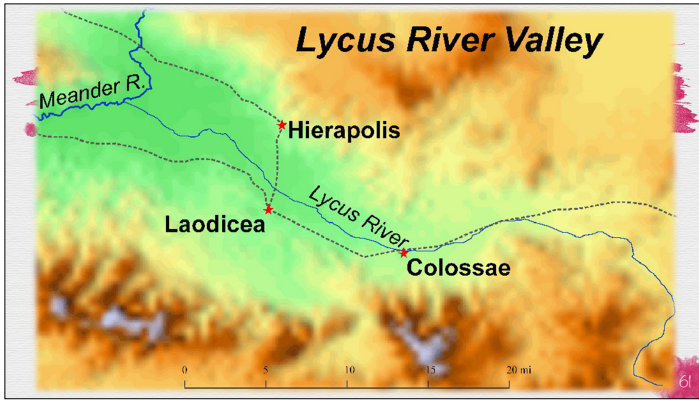 Lycus River Valley
Meander R.
Hierapolis
Lycus River
Laodicea
Colossae
0 5 10 15 20 mi
61